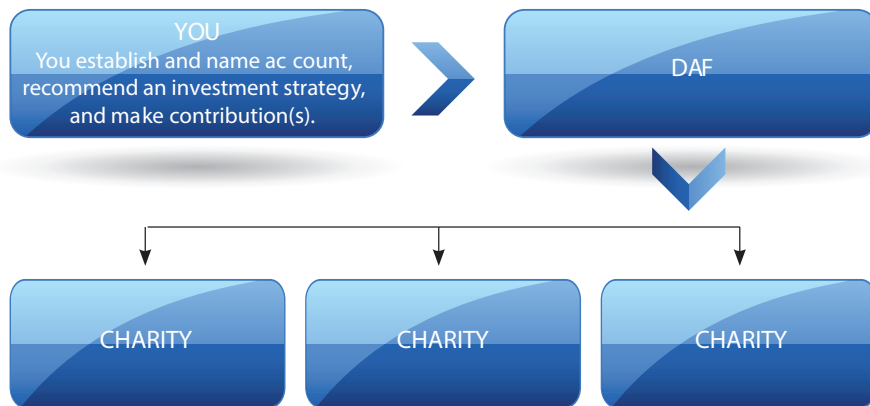 YOU
You establish and name ac count,
recommend an investment strategy,
and make contribution(s).
DAF
CHARITY
CHARITY
CHARITY